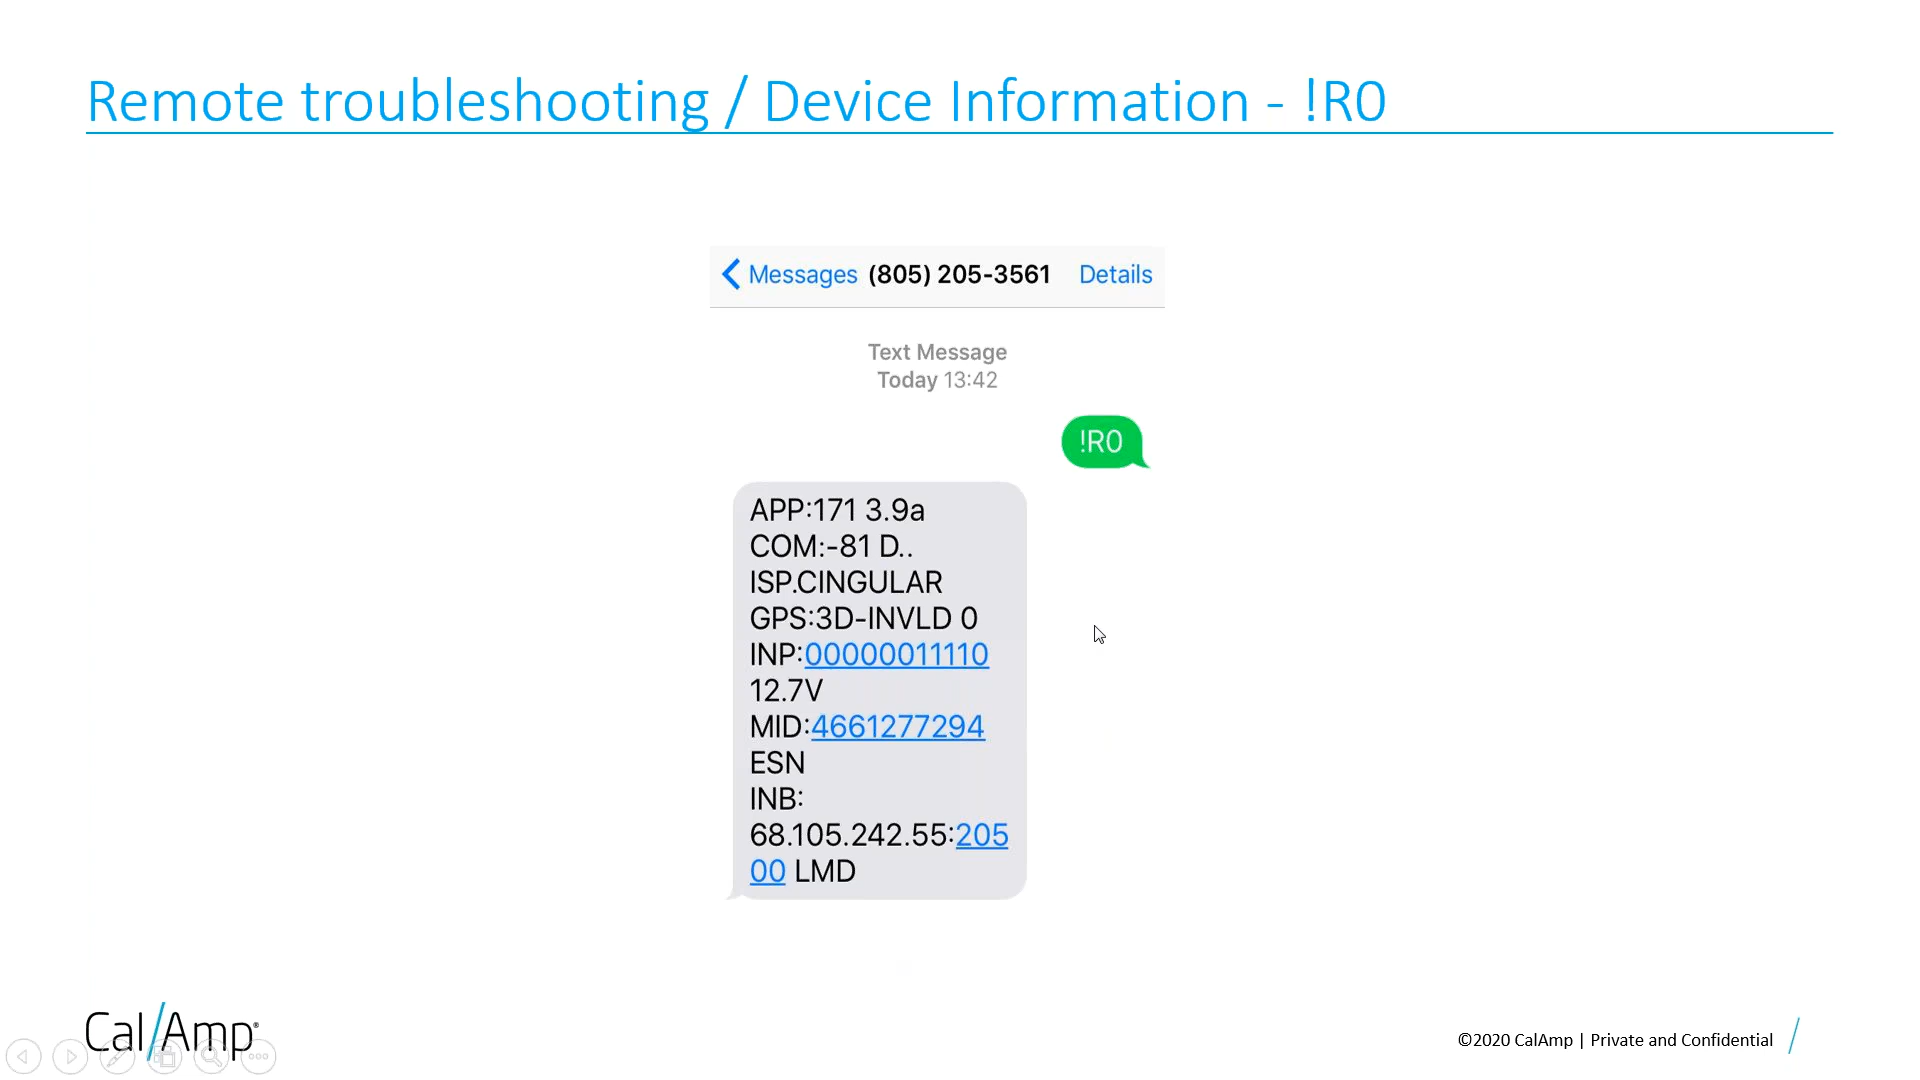 Remote troubleshooting / Device Information - !R0
Messages (805) 205-3561 Details
Text Message
Today 13:42
!R0
APP:171 3.9a
COM:-81 D..
ISP.CINGULAR
GPS:3D-INVLD 0
INP:00000011110
12.7V
MID:4661277294
ESN
INB:
68.105.242.55:205
00 LMD
Cal/Amp®
©2020 CalAmp | Private and Confidential